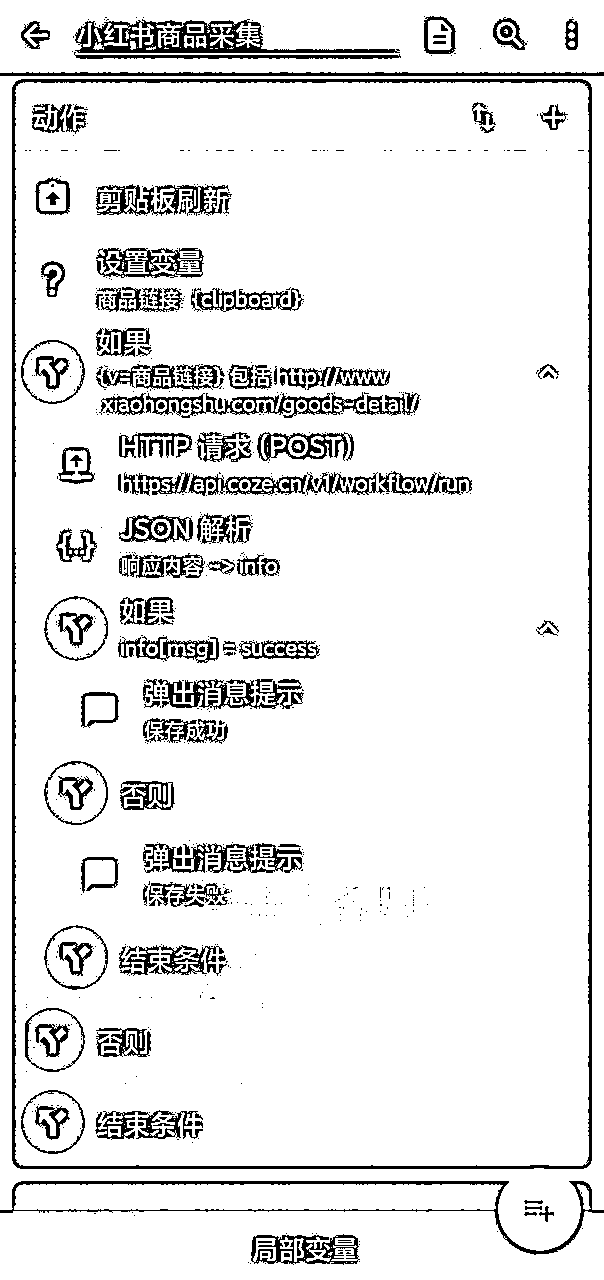 小红书商品采集
动作
剪贴板刷新
设置变量
商品链接 {clipboard}
如果
{v=商品链接} 包括 http://www
xiaohongshu.com/goods-detail/
HTTP 请求 (POST)
https://api.coze.cn/v1/workflow/run
JSON 解析
响应内容 -> info
如果
info[msg] = success
弹出消息提示
保存成功
否则
弹出消息提示
保存失败
结束条件
否则
结束条件
局部变量